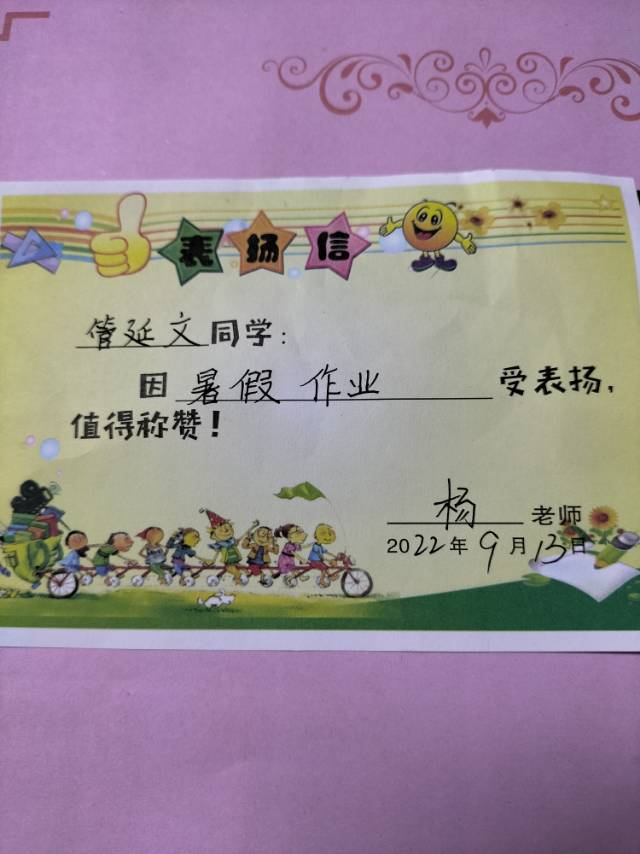 表扬信
管延文同学：
因暑假作业受表扬，
值得称赞！
杨老师
2022年9月13日